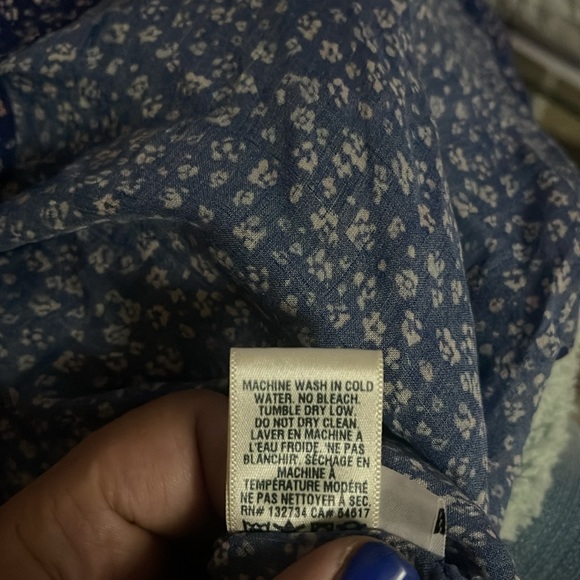 MACHINE WASH IN COLD
WATER. NO BLEACH.
TUMBLE DRY LOW.
DO NOT DRY CLEAN.
LAVER EN MACHINE À
L'EAU FROIDE. NE PAS
BLANCHIR. SÉCHAGE EN
MACHINE À
TEMPÉRATURE MODÉRÉ
NE PAS NETTOYER À SEC
RN# 132734 CA# 54617